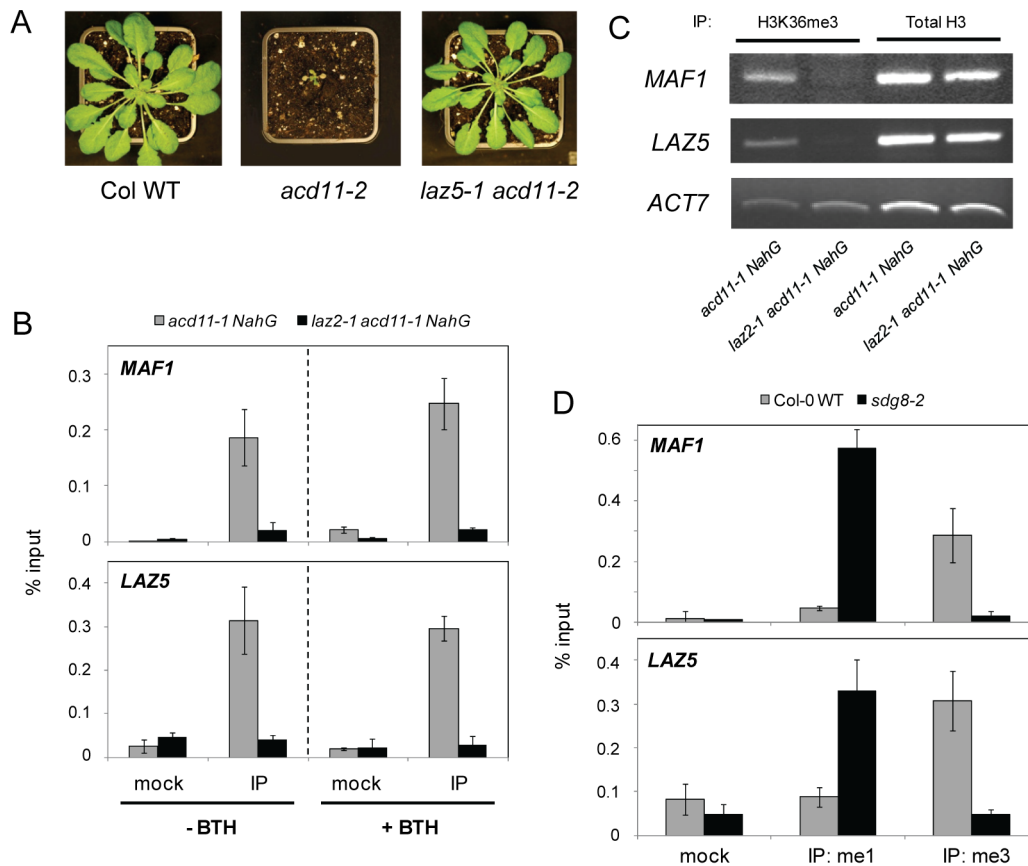 A
Col WT
acd11-2
laz5-1 acd11-2
B
acd11-1 NahG
laz2-1 acd11-1 NahG
% input
MAF1
0.3
0.2
0.1
0
LAZ5
0.4
0.3
0.2
0.1
0
mock
IP
mock
IP
- BTH
+ BTH
C
IP:
H3K36me3
Total H3
MAF1
LAZ5
ACT7
acd11-1 NahG
laz2-1 acd11-1 NahG
acd11-1 NahG
laz2-1 acd11-1 NahG
D
Col-0 WT
sdg8-2
% input
MAF1
0.6
0.4
0.2
0
LAZ5
0.4
0.3
0.2
0.1
0
mock
IP: me1
IP: me3